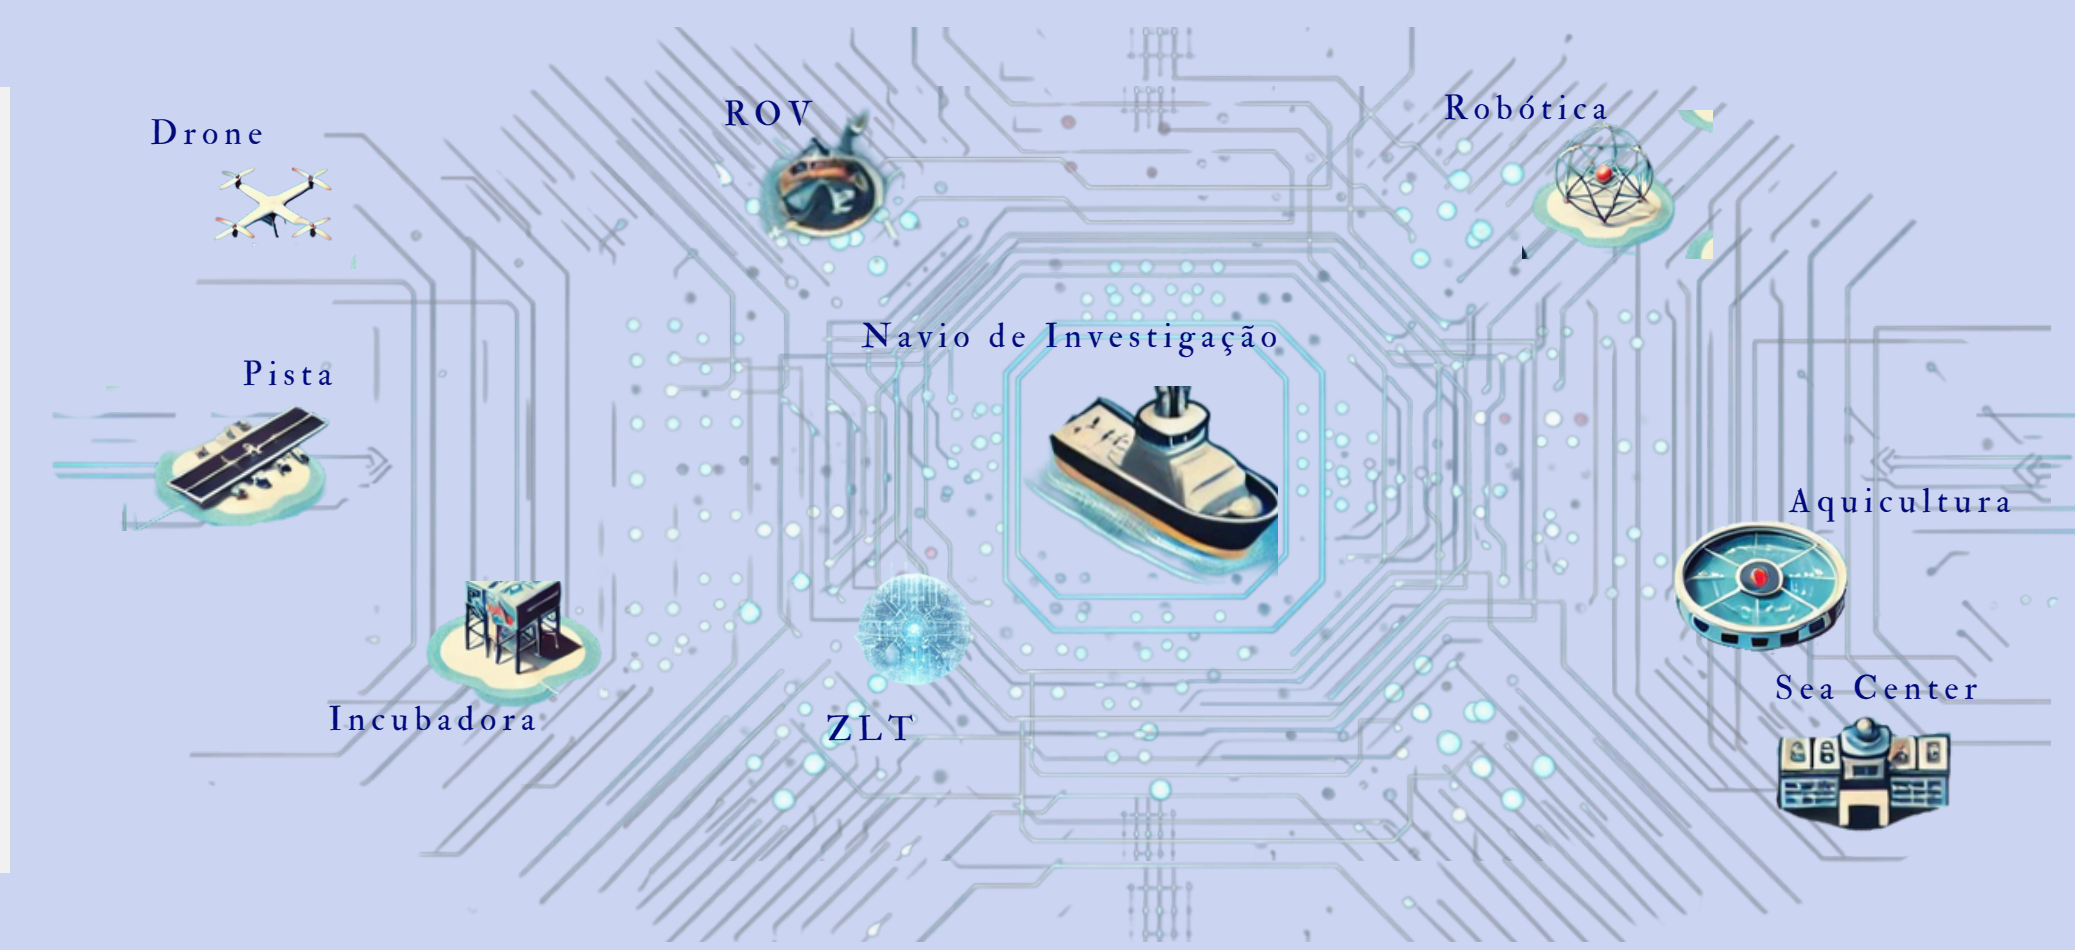 Drone
ROV
Robótica
Navio de Investigação
Pista
Aquicultura
Sea Center
Incubadora
ZLT